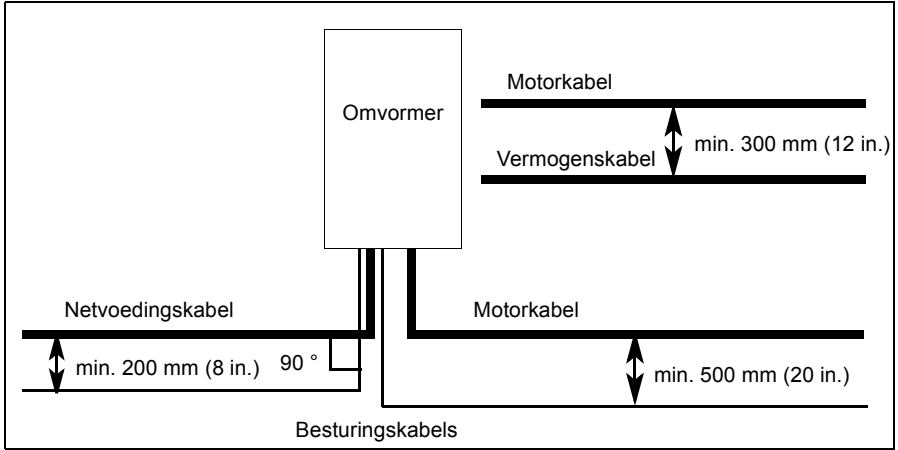 Omvormer
Motorkabel
min. 300 mm (12 in.)
Vermogenskabel
Netvoedingskabel
Motorkabel
min. 200 mm (8 in.)
90 °
min. 500 mm (20 in.)
Besturingskabels